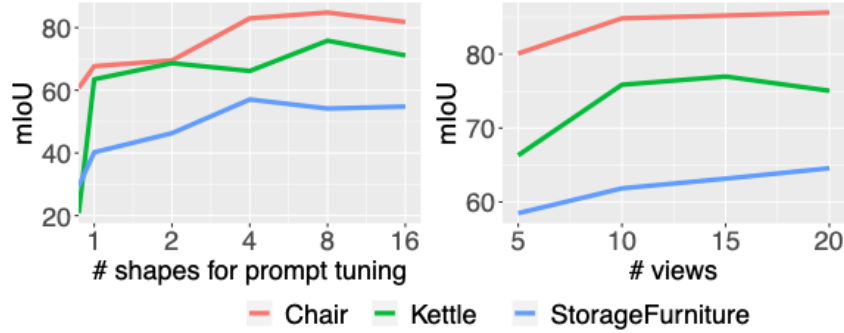 mIoU
80
60
40
20
1 2 4 8 16
# shapes for prompt tuning
mIoU
80
70
60
5 10 15 20
# views
Chair Kettle StorageFurniture